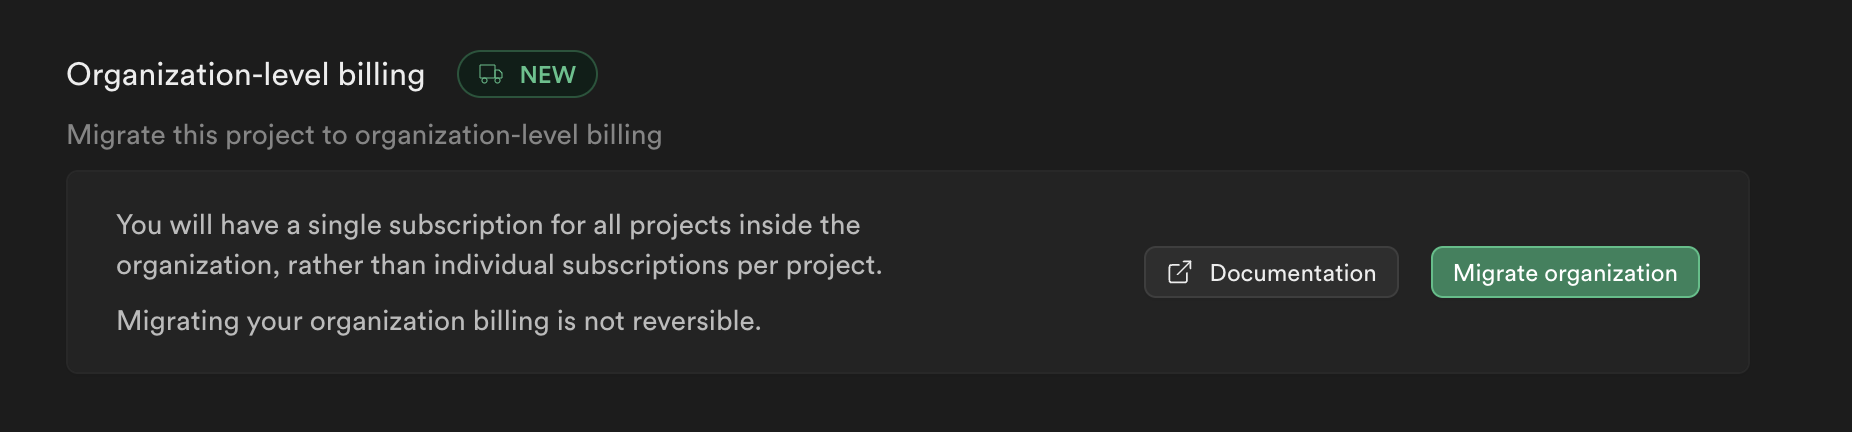 Organization-level billing NEW
Migrate this project to organization-level billing
You will have a single subscription for all projects inside the
organization, rather than individual subscriptions per project.
Migrating your organization billing is not reversible.
Documentation
Migrate organization